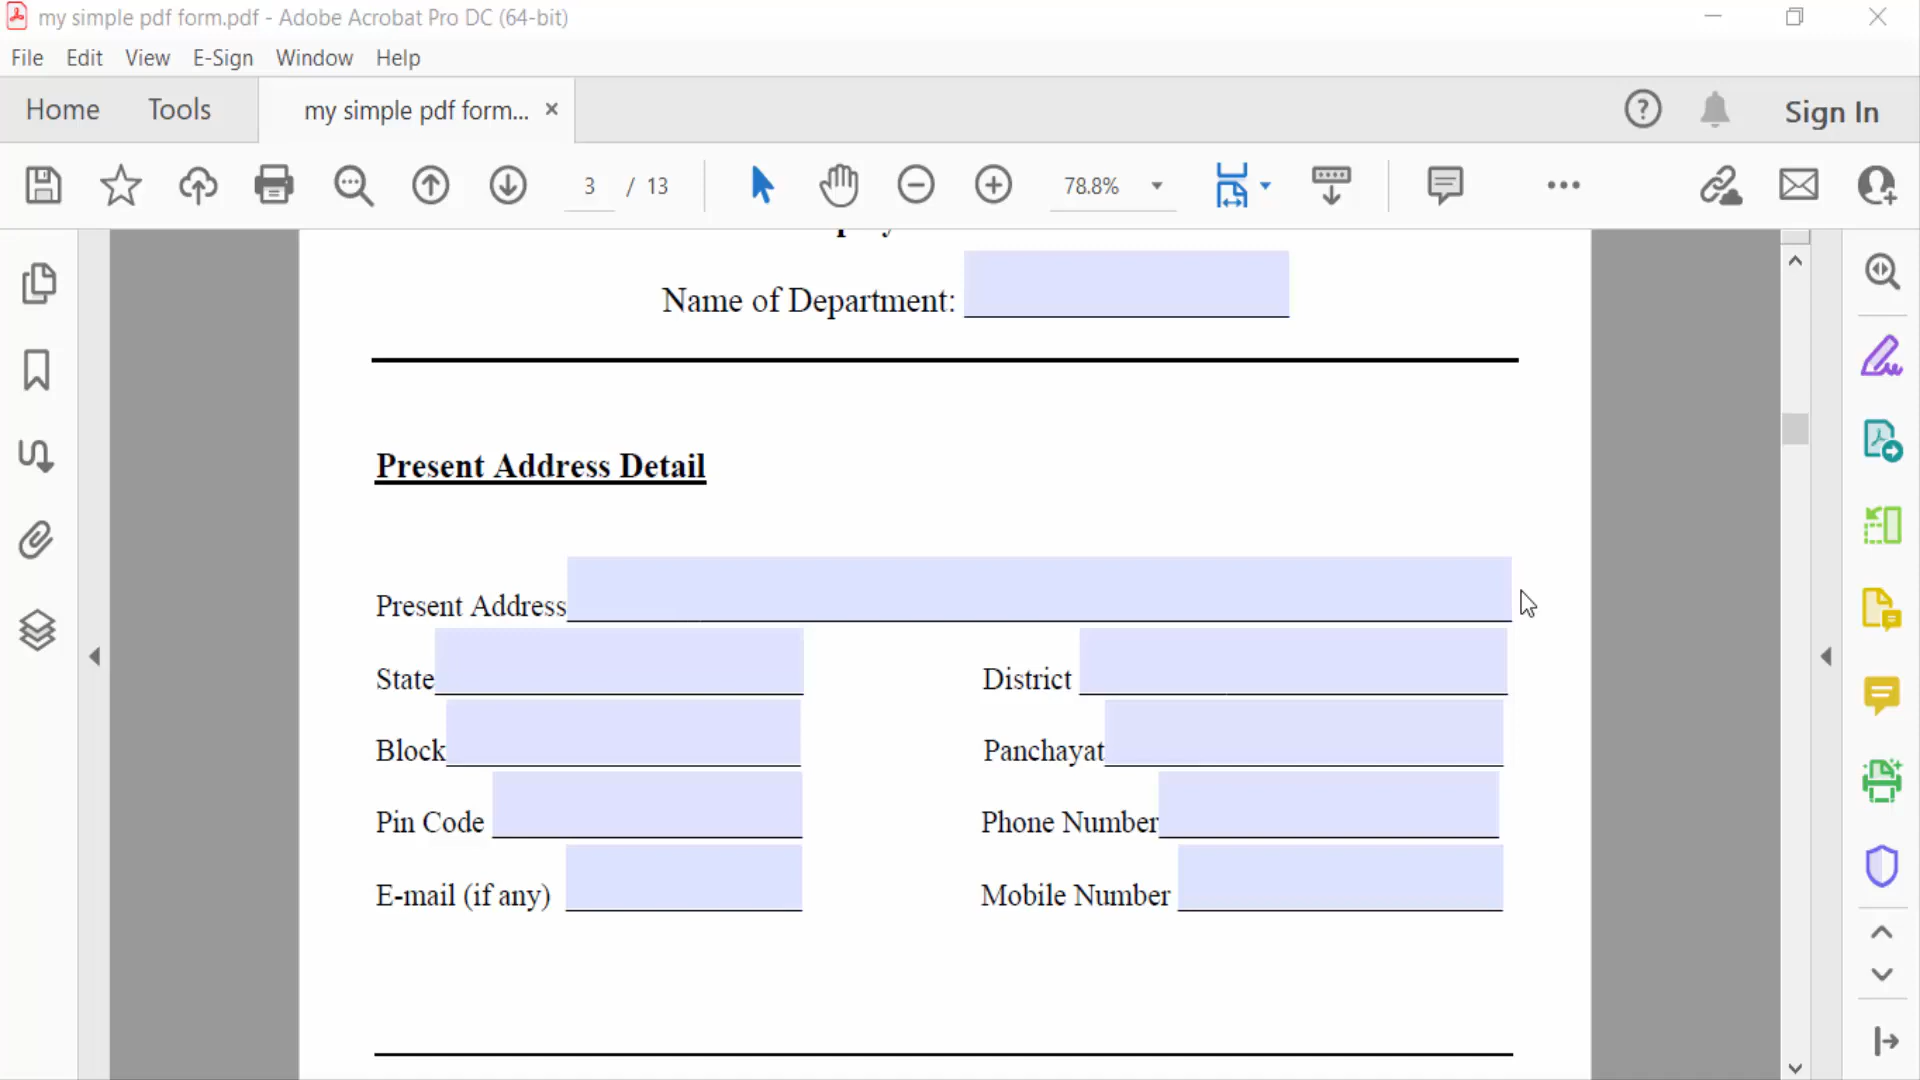 my simple pdf form.pdf - Adobe Acrobat Pro DC (64-bit)
File Edit View E-Sign Window Help
Home Tools my simple pdf form... × Sign In
3 / 13 78.8%
Name of Department:
Present Address Detail
Present Address
State District
Block Panchayat
Pin Code Phone Number
E-mail (if any) Mobile Number